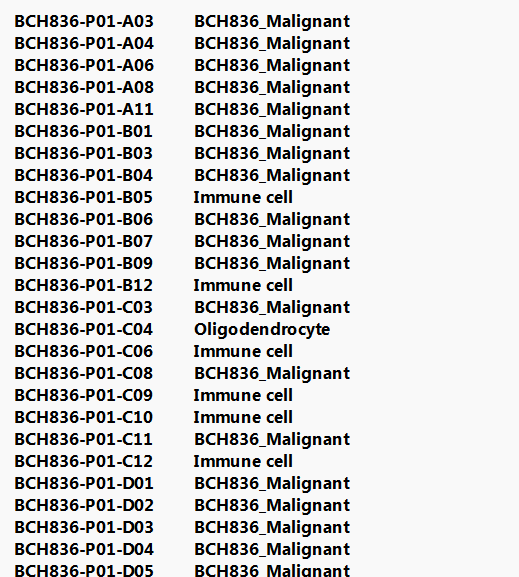 BCH836-P01-A03 BCH836_Malignant
BCH836-P01-A04 BCH836_Malignant
BCH836-P01-A06 BCH836_Malignant
BCH836-P01-A08 BCH836_Malignant
BCH836-P01-A11 BCH836_Malignant
BCH836-P01-B01 BCH836_Malignant
BCH836-P01-B03 BCH836_Malignant
BCH836-P01-B04 BCH836_Malignant
BCH836-P01-B05 Immune cell
BCH836-P01-B06 BCH836_Malignant
BCH836-P01-B07 BCH836_Malignant
BCH836-P01-B09 BCH836_Malignant
BCH836-P01-B12 Immune cell
BCH836-P01-C03 BCH836_Malignant
BCH836-P01-C04 Oligodendrocyte
BCH836-P01-C06 Immune cell
BCH836-P01-C08 BCH836_Malignant
BCH836-P01-C09 Immune cell
BCH836-P01-C10 Immune cell
BCH836-P01-C11 BCH836_Malignant
BCH836-P01-C12 Immune cell
BCH836-P01-D01 BCH836_Malignant
BCH836-P01-D02 BCH836_Malignant
BCH836-P01-D03 BCH836_Malignant
BCH836-P01-D04 BCH836_Malignant
BCH836-P01-D05 BCH836_Malignant